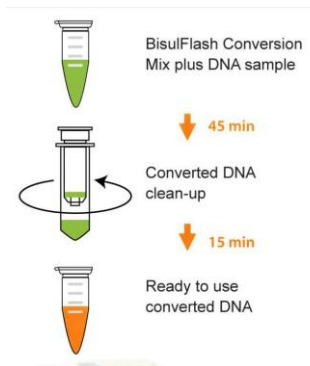 BisulFlash Conversion
Mix plus DNA sample
45 min
Converted DNA
clean-up
15 min
Ready to use
converted DNA